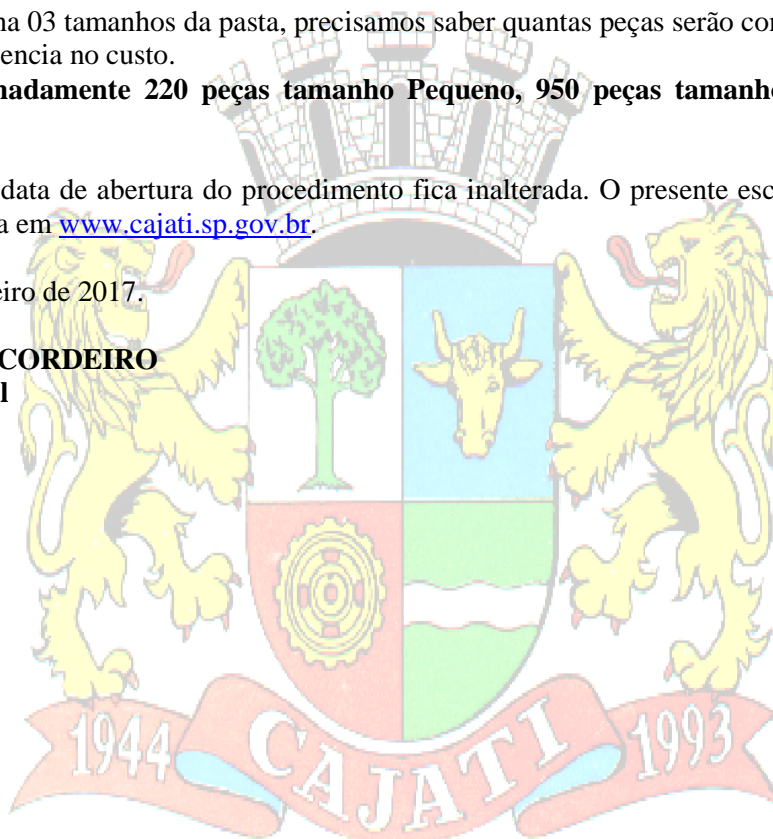 na 03 tamanhos da pasta, precisamos saber quantas peças serão con
encia no custo.
nadamente 220 peças tamanho Pequeno, 950 peças tamanho
data de abertura do procedimento fica inalterada. O presente esc
a em www.cajati.sp.gov.br.
eiro de 2017.
CORDEIRO
l
1944 CAJATI 1993